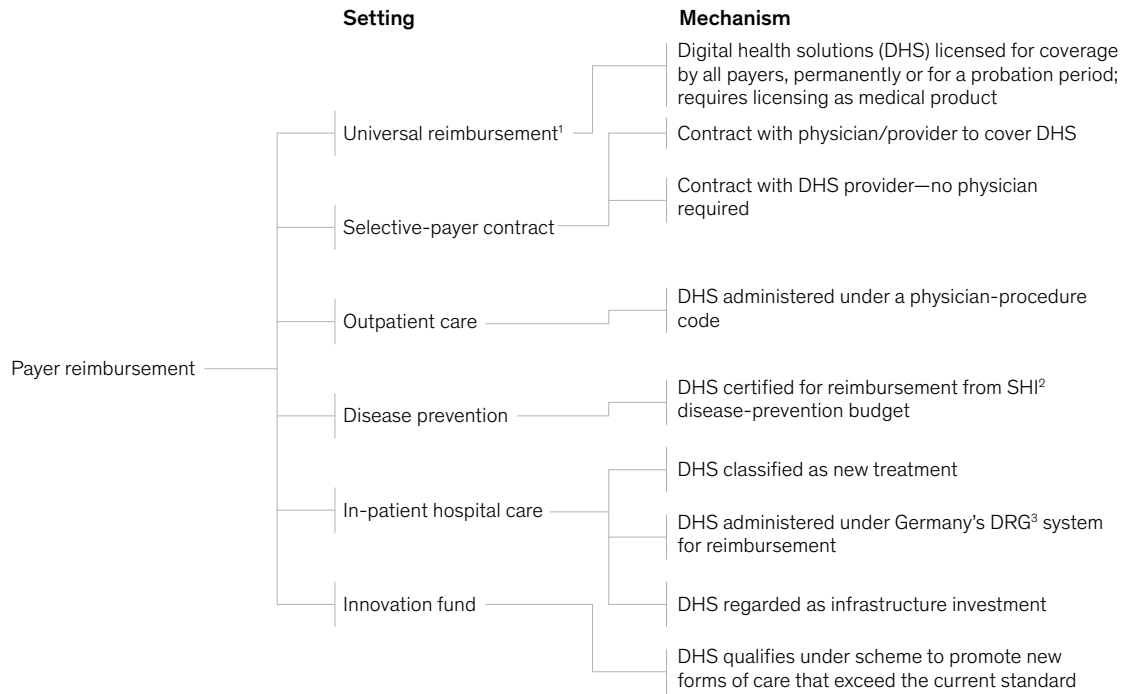 Setting
Mechanism
Digital health solutions (DHS) licensed for coverage
by all payers, permanently or for a probation period;
requires licensing as medical product
Universal reimbursement¹
Contract with physician/provider to cover DHS
Contract with DHS provider—no physician
required
Selective-payer contract
DHS administered under a physician-procedure
code
Outpatient care
Payer reimbursement
DHS certified for reimbursement from SHI²
disease-prevention budget
Disease prevention
DHS classified as new treatment
In-patient hospital care
DHS administered under Germany’s DRG³ system
for reimbursement
Innovation fund
DHS regarded as infrastructure investment
DHS qualifies under scheme to promote new
forms of care that exceed the current standard